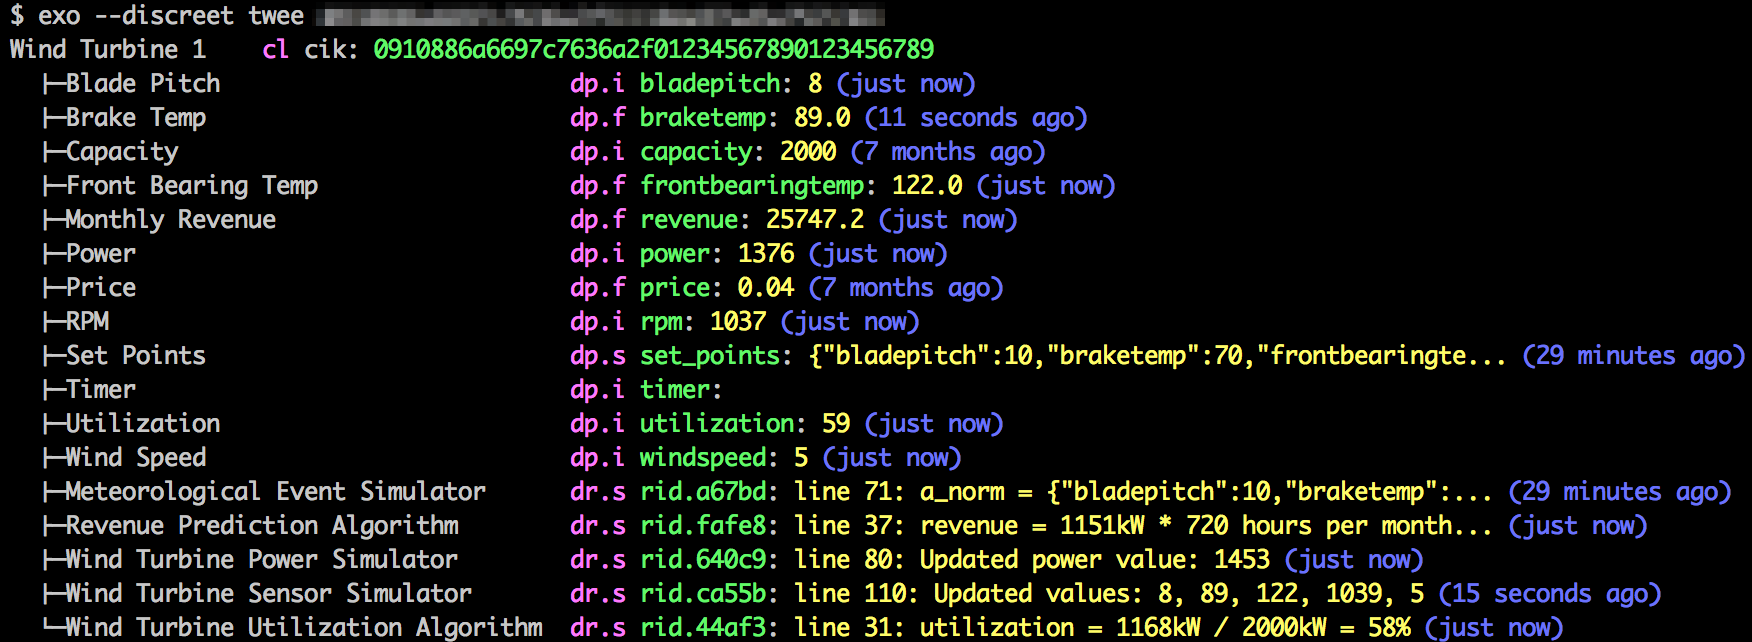 $ exo --discreet twee
Wind Turbine 1    cl cik: 0910886a6697c7636a2f01234567890123456789
  ├─Blade Pitch                         dp.i bladepitch: 8 (just now)
  ├─Brake Temp                          dp.f braketemp: 89.0 (11 seconds ago)
  ├─Capacity                            dp.i capacity: 2000 (7 months ago)
  ├─Front Bearing Temp                  dp.f frontbearingtemp: 122.0 (just now)
  ├─Monthly Revenue                     dp.f revenue: 25747.2 (just now)
  ├─Power                               dp.i power: 1376 (just now)
  ├─Price                               dp.f price: 0.04 (7 months ago)
  ├─RPM                                 dp.i rpm: 1037 (just now)
  ├─Set Points                          dp.s set_points: {"bladepitch":10,"braketemp":70,"frontbearingte... (29 minutes ago)
  ├─Timer                               dp.i timer:
  ├─Utilization                         dp.i utilization: 59 (just now)
  ├─Wind Speed                          dp.i windspeed: 5 (just now)
  ├─Meteorological Event Simulator      dr.s rid.a67bd: line 71: a_norm = {"bladepitch":10,"braketemp":... (29 minutes ago)
  ├─Revenue Prediction Algorithm        dr.s rid.fafe8: line 37: revenue = 1151kW * 720 hours per month... (just now)
  ├─Wind Turbine Power Simulator        dr.s rid.640c9: line 80: Updated power value: 1453 (just now)
  ├─Wind Turbine Sensor Simulator       dr.s rid.ca55b: line 110: Updated values: 8, 89, 122, 1039, 5 (15 seconds ago)
  └─Wind Turbine Utilization Algorithm  dr.s rid.44af3: line 31: utilization = 1168kW / 2000kW = 58% (just now)